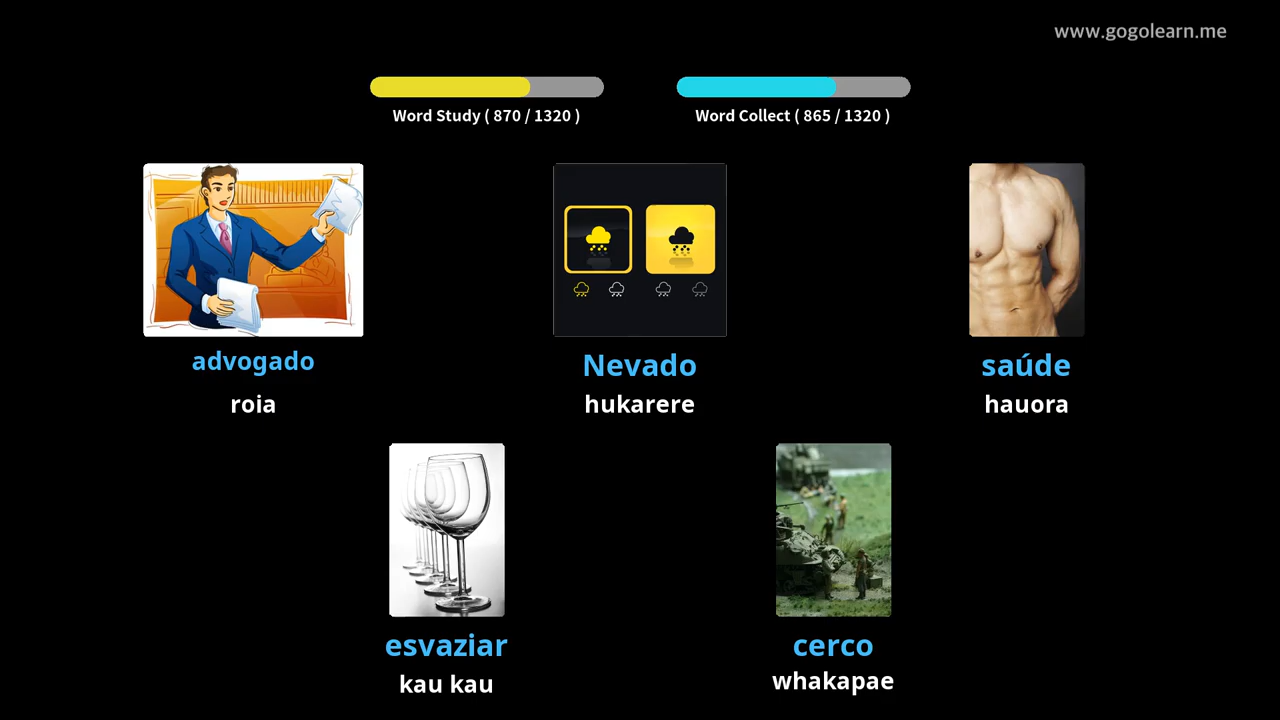 www.gogolearn.me
Word Study ( 870 / 1320 )
Word Collect ( 865 / 1320 )
advogado
roia
Nevado
hukarere
saúde
hauora
esvaziar
kau kau
cerco
whakapae